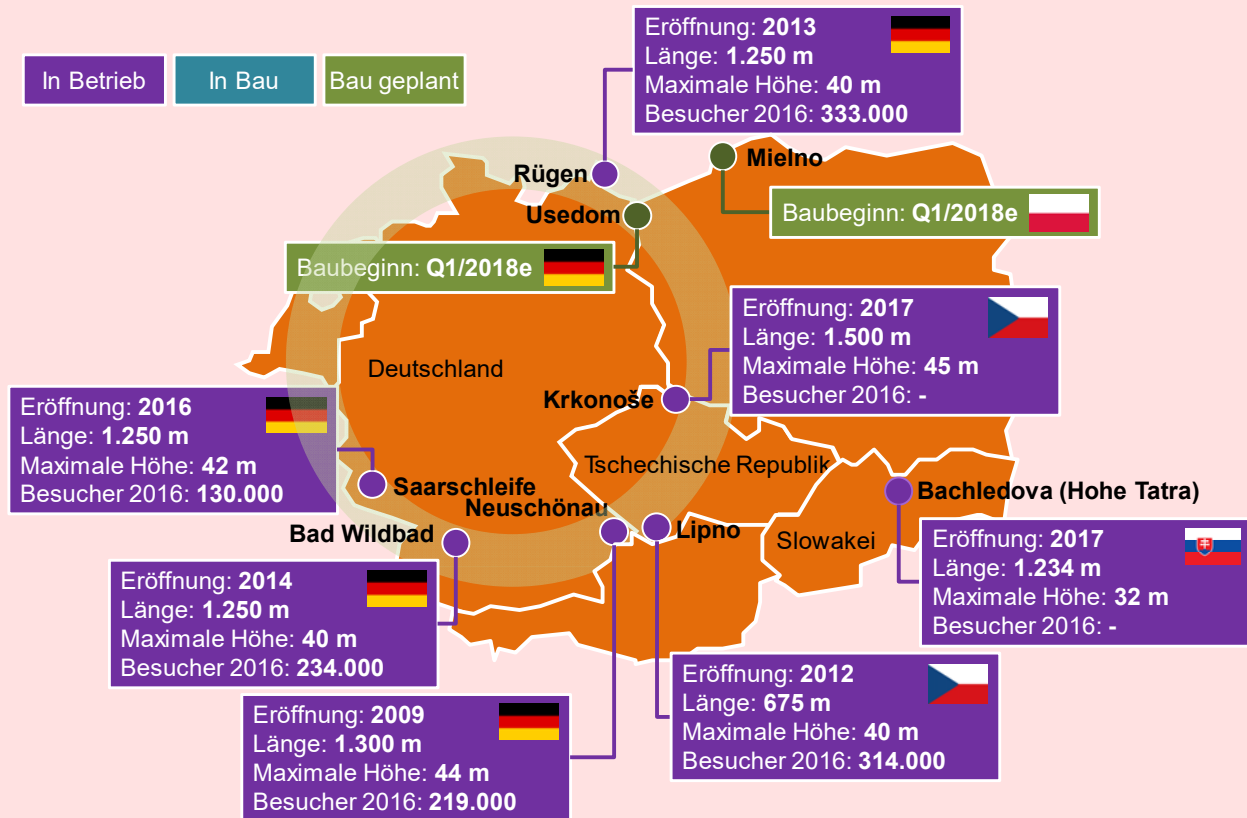 In Betrieb
In Bau
Bau geplant
Eröffnung: 2013
Länge: 1.250 m
Maximale Höhe: 40 m
Besucher 2016: 333.000
Rügen
Mielno
Usedom
Baubeginn: Q1/2018e
Baubeginn: Q1/2018e
Eröffnung: 2017
Länge: 1.500 m
Maximale Höhe: 45 m
Besucher 2016: -
Deutschland
Krkonoše
Eröffnung: 2016
Länge: 1.250 m
Maximale Höhe: 42 m
Besucher 2016: 130.000
Tschechische Republik
Saarschleife
Bachledova (Hohe Tatra)
Neuschönau
Bad Wildbad
Lipno
Slowakei
Eröffnung: 2017
Länge: 1.234 m
Maximale Höhe: 32 m
Besucher 2016: -
Eröffnung: 2014
Länge: 1.250 m
Maximale Höhe: 40 m
Besucher 2016: 234.000
Eröffnung: 2012
Länge: 675 m
Maximale Höhe: 40 m
Besucher 2016: 314.000
Eröffnung: 2009
Länge: 1.300 m
Maximale Höhe: 44 m
Besucher 2016: 219.000